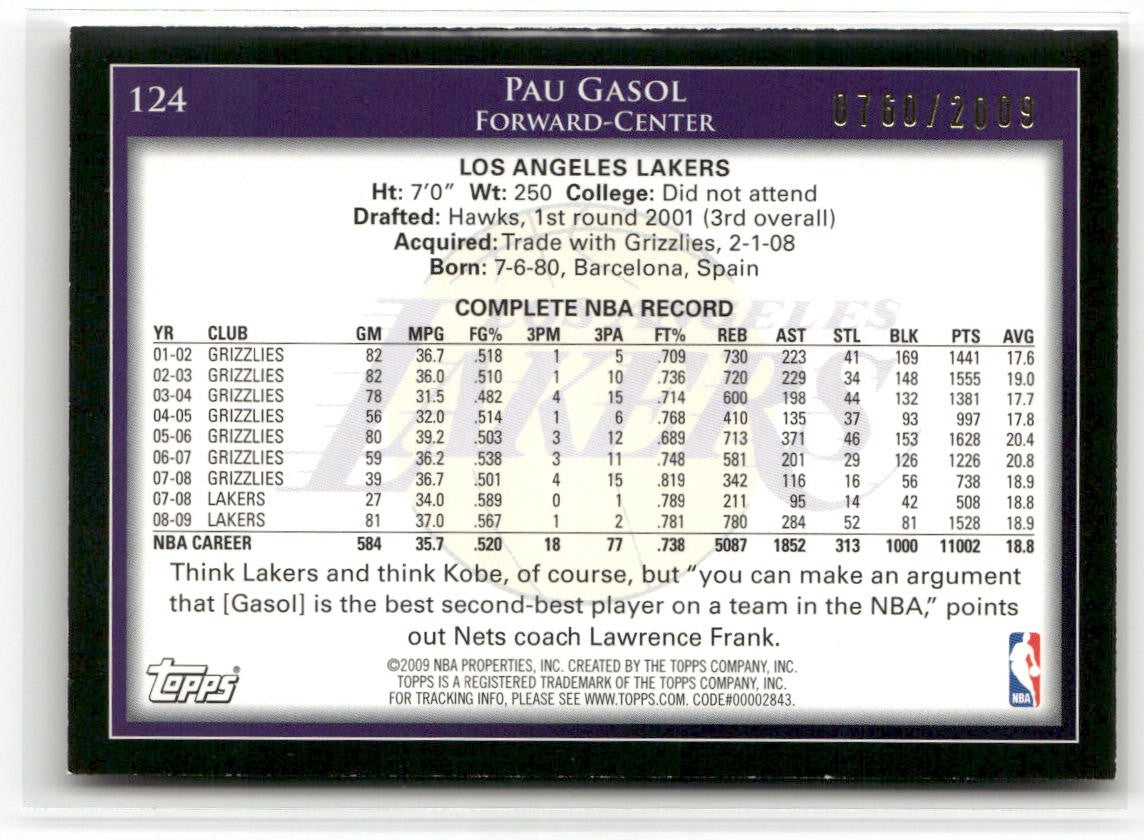 124
PAU GASOL
0760/2009
FORWARD-CENTER
LOS ANGELES LAKERS
Ht: 7'0" Wt: 250 College: Did not attend
Drafted: Hawks, 1st round 2001 (3rd overall)
Acquired: Trade with Grizzlies, 2-1-08
Born: 7-6-80, Barcelona, Spain
LOS ANGELES
LAKERS
COMPLETE NBA RECORD
YR CLUB GM MPG FG% 3PM 3PA FT% REB AST STL BLK PTS AVG
01-02 GRIZZLIES 82 36.7 .518 1 5 .709 730 223 41 169 1441 17.6
02-03 GRIZZLIES 82 36.0 .510 1 10 .736 720 229 34 148 1555 19.0
03-04 GRIZZLIES 78 31.5 .482 4 15 .714 600 198 44 132 1381 17.7
04-05 GRIZZLIES 56 32.0 .514 1 6 .768 410 135 37 93 997 17.8
05-06 GRIZZLIES 80 39.2 .503 3 12 .689 713 371 46 153 1628 20.4
06-07 GRIZZLIES 59 36.2 .538 3 11 .748 581 201 29 126 1226 20.8
07-08 GRIZZLIES 39 36.7 .501 4 15 .819 342 116 16 56 738 18.9
07-08 LAKERS 27 34.0 .589 0 1 .789 211 95 14 42 508 18.8
08-09 LAKERS 81 37.0 .567 1 2 .781 780 284 52 81 1528 18.9
NBA CAREER 584 35.7 .520 18 77 .738 5087 1852 313 1000 11002 18.8
Think Lakers and think Kobe, of course, but "you can make an argument
that [Gasol] is the best second-best player on a team in the NBA," points
out Nets coach Lawrence Frank.
©2009 NBA PROPERTIES, INC. CREATED BY THE TOPPS COMPANY, INC.
TOPPS IS A REGISTERED TRADEMARK OF THE TOPPS COMPANY, INC.
FOR TRACKING INFO, PLEASE SEE WWW.TOPPS.COM. CODE#00002843.
Topps®
NBA